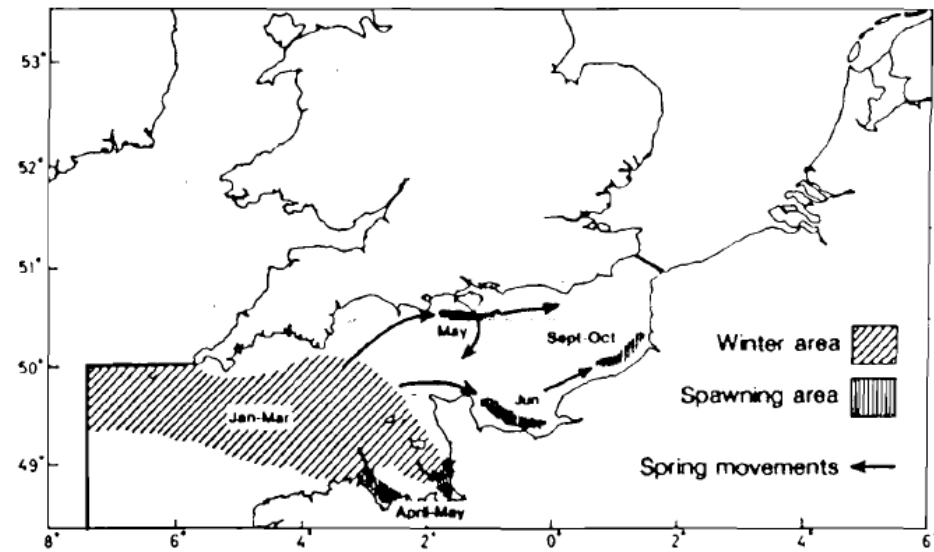 53°
52°
51°
50°
49°
May
Sept-Oct
Jun
Jan-Mar
April-May
Winter area
Spawning area
Spring movements
8° 6° 4° 2° 0° 2° 4° 6